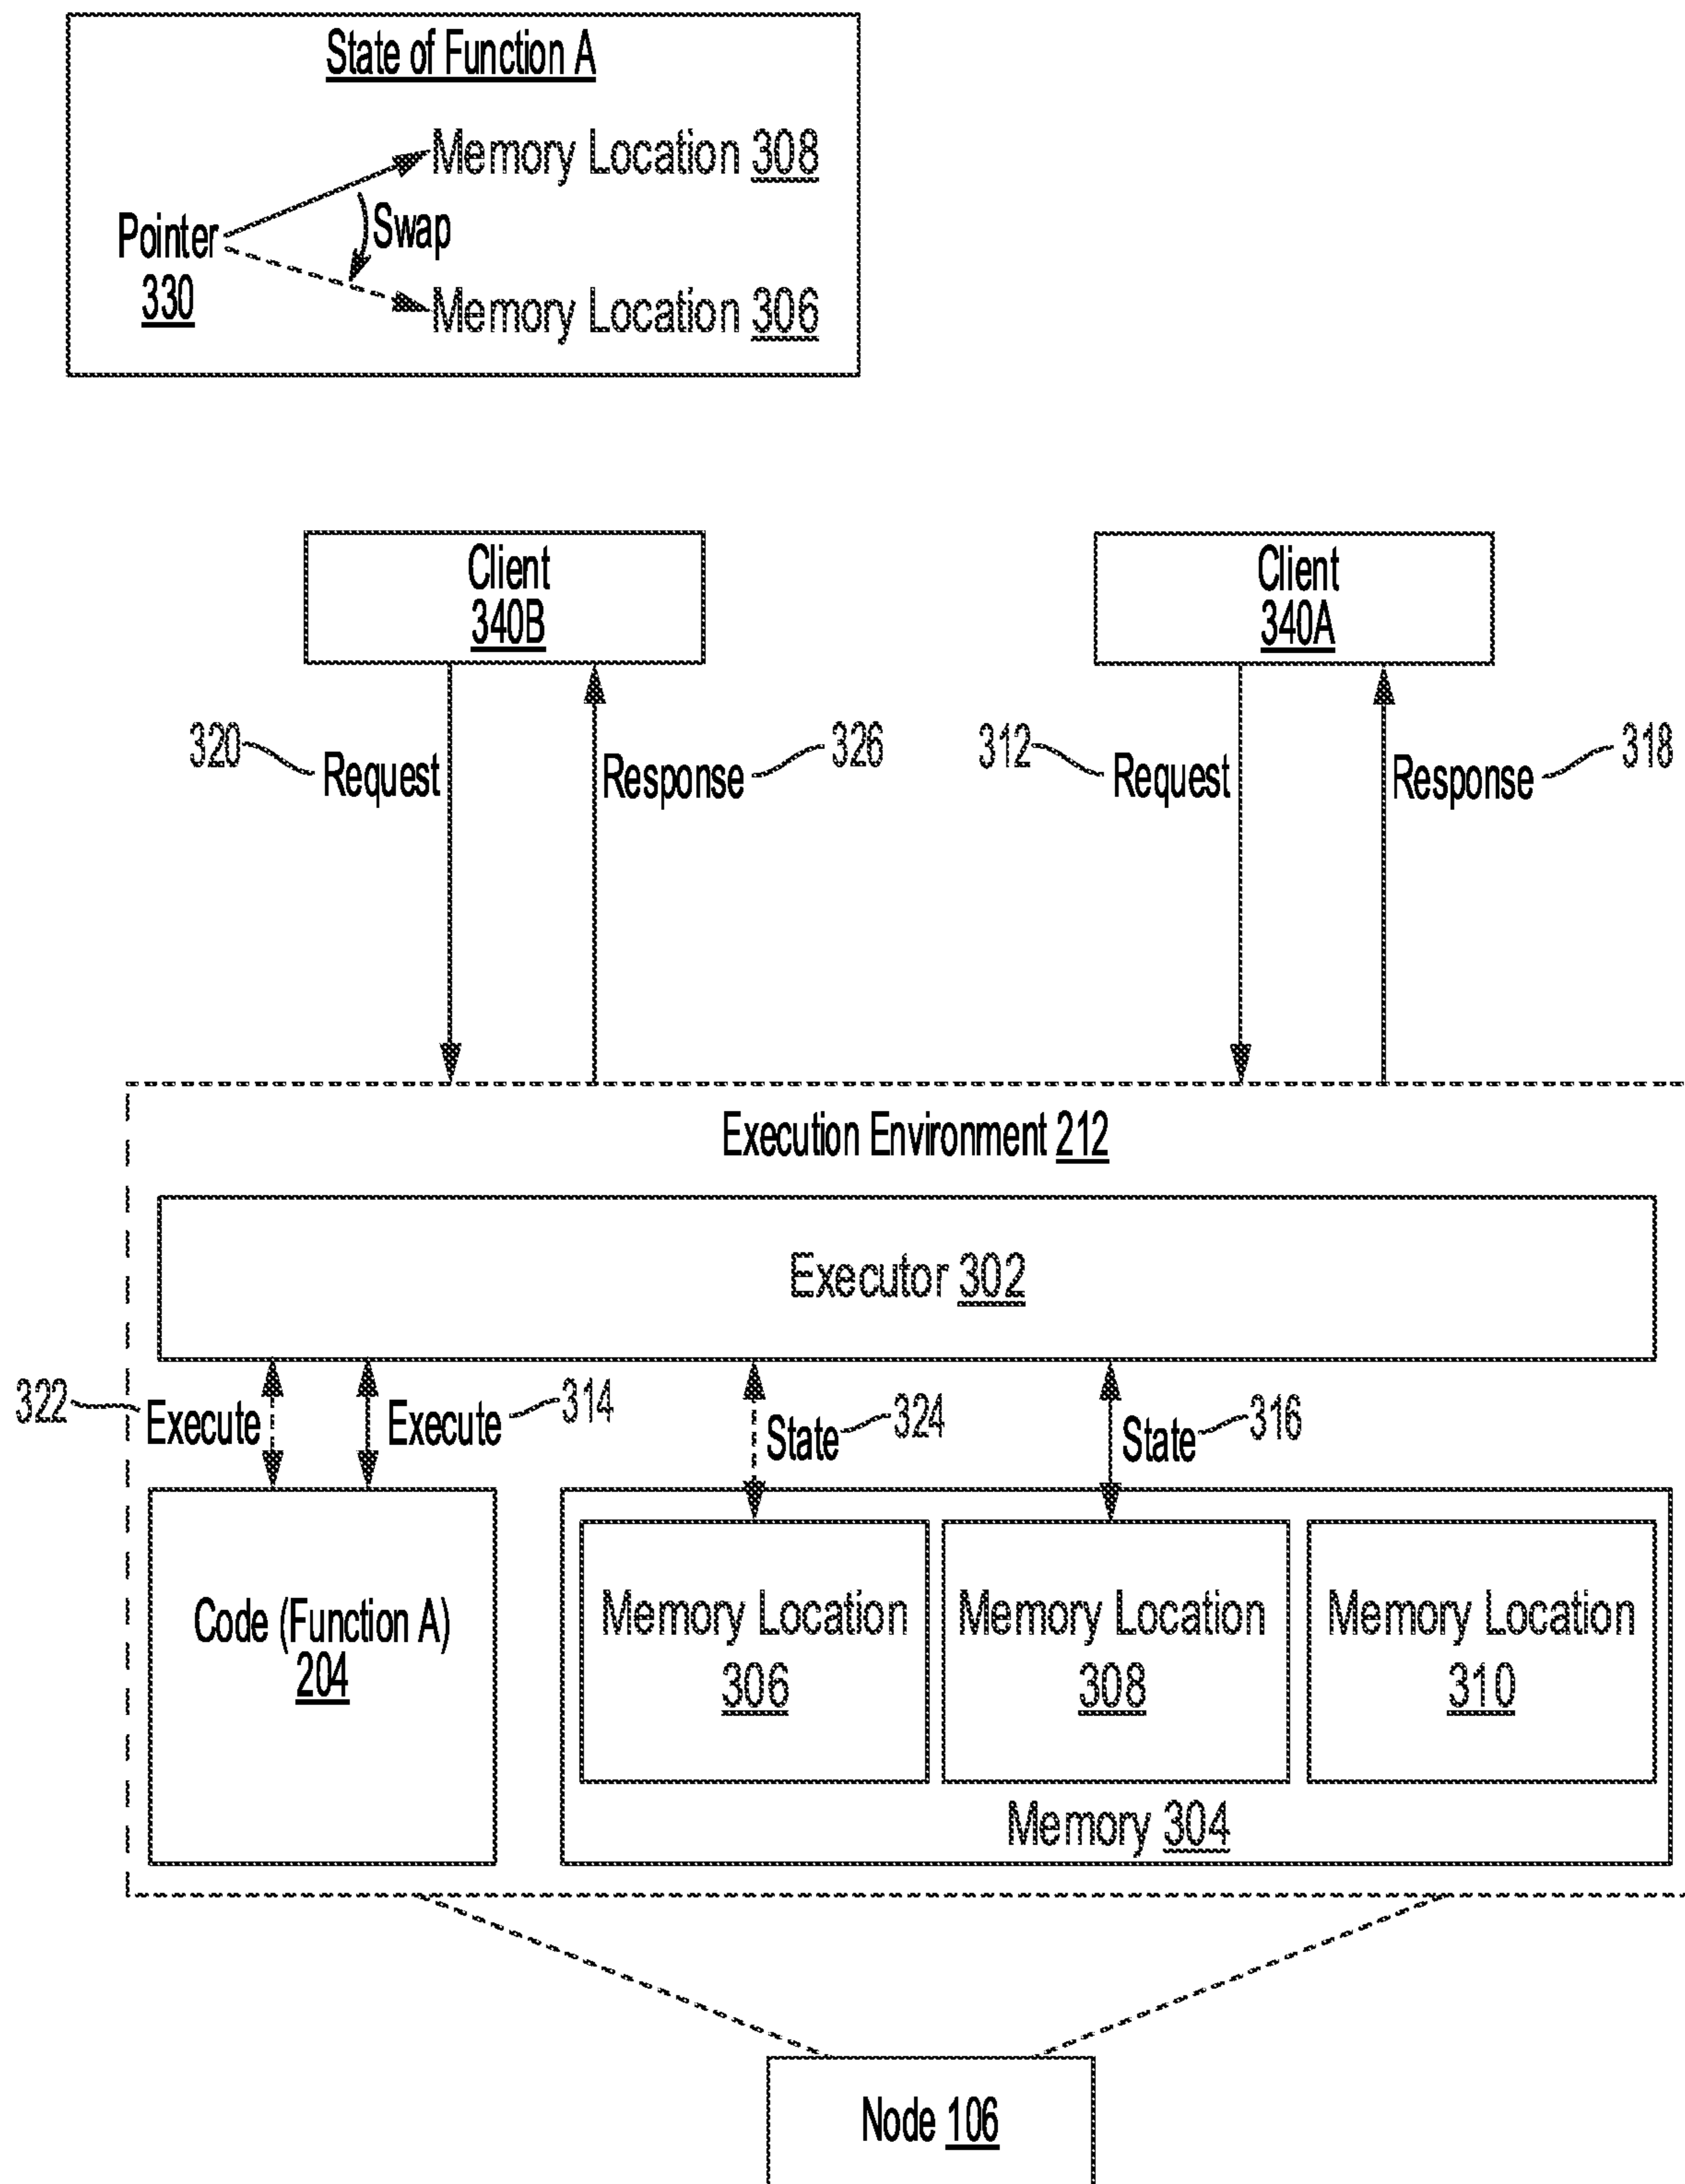 State of Function A
Memory Location 308
Swap
Pointer
330
Memory Location 306
Client
340B
Client
340A
320
Request
Response
326
312
Request
Response
318
Execution Environment 212
Executor 302
322
Execute
Execute
314
State
324
State
316
Code (Function A)
204
Memory Location
306
Memory Location
308
Memory Location
310
Memory 304
Node 106